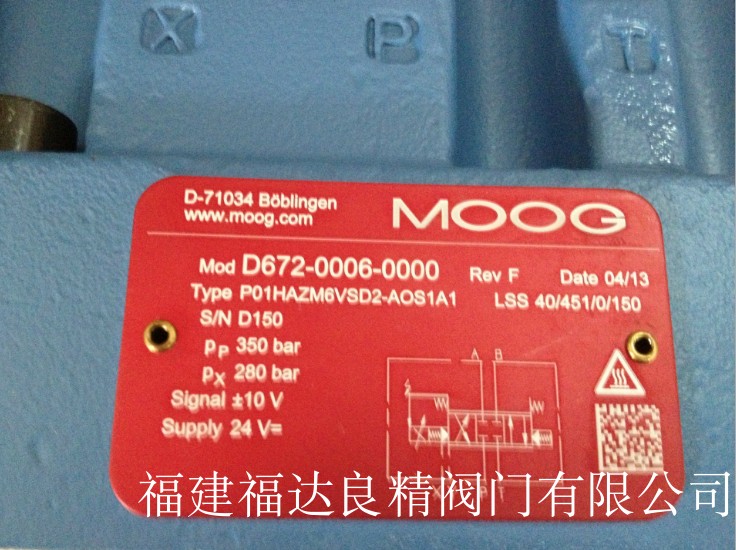 X P T
D-71034 Böblingen
www.moog.com
MOOG
Mod D672-0006-0000 Rev F Date 04/13
Type P01HAZM6VSD2-AOS1A1 LSS 40/451/0/150
S/N D150
pP 350 bar
pX 280 bar
Signal ±10 V
Supply 24 V=
A B
P T
福建福达良精阀门有限公司